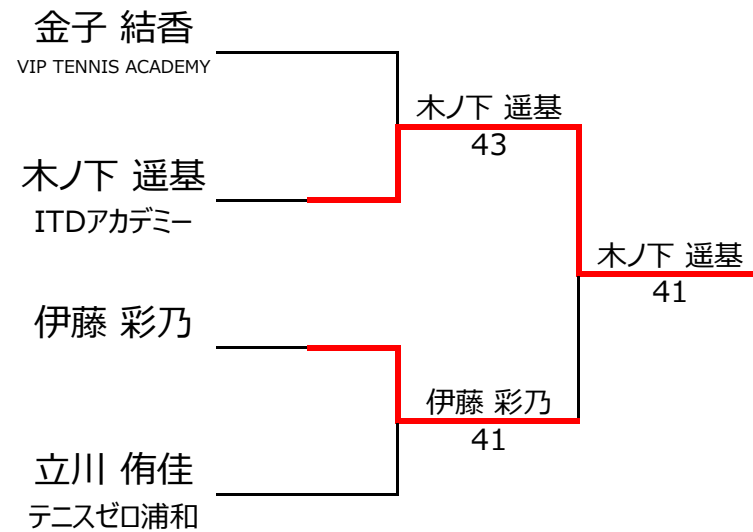 金子 結香
VIP TENNIS ACADEMY
木ノ下 遥基
43
木ノ下 遥基
ITDアカデミー
木ノ下 遥基
41
伊藤 彩乃
伊藤 彩乃
41
立川 侑佳
テニスゼロ浦和